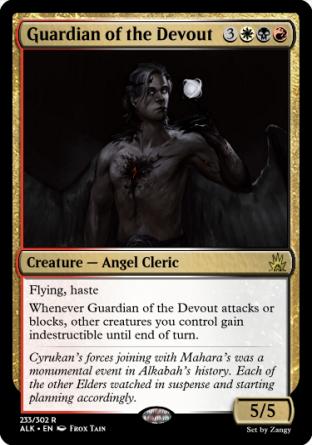 Guardian of the Devout 3
Creature — Angel Cleric
Flying, haste
Whenever Guardian of the Devout attacks or
blocks, other creatures you control gain
indestructible until end of turn.
Cyrukan's forces joining with Mahara's was a
monumental event in Alkabah's history. Each of
the other Elders watched in suspense and starting
planning accordingly.
5/5
233/302 R
ALK • EN Frox Tain
Set by Zangy